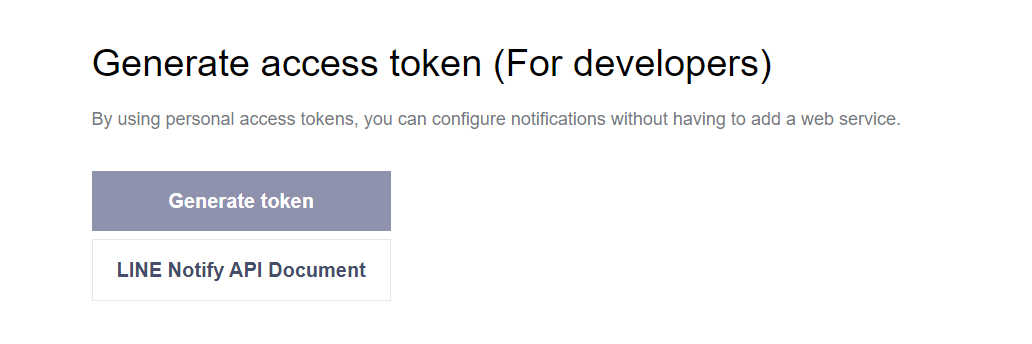 Generate access token (For developers)
By using personal access tokens, you can configure notifications without having to add a web service.
Generate token
LINE Notify API Document